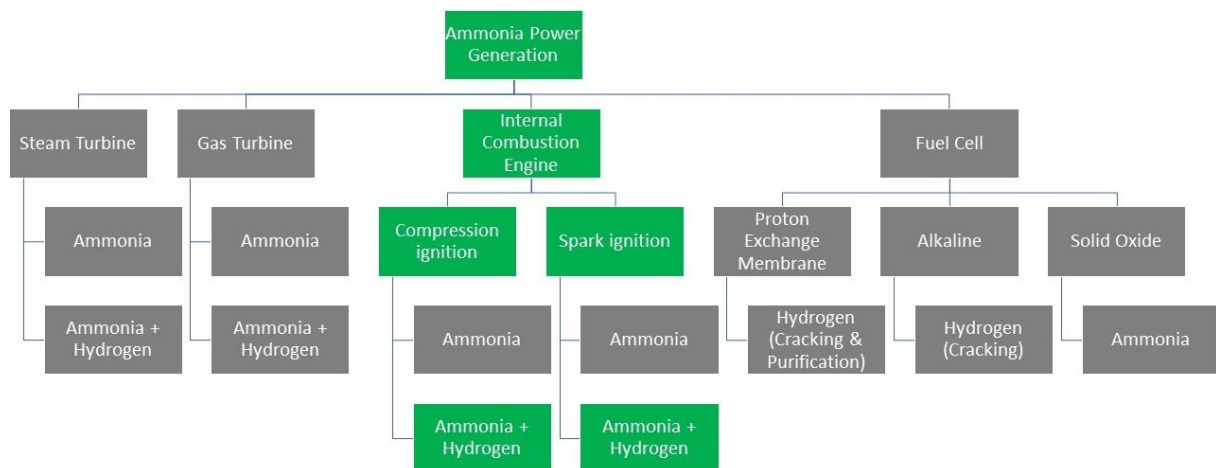 Ammonia Power
Generation
Steam Turbine
Gas Turbine
Internal
Combustion
Engine
Fuel Cell
Ammonia
Ammonia
Compression
ignition
Spark ignition
Proton
Exchange
Membrane
Alkaline
Solid Oxide
Ammonia +
Hydrogen
Ammonia +
Hydrogen
Ammonia
Ammonia
Hydrogen
(Cracking &
Purification)
Hydrogen
(Cracking)
Ammonia
Ammonia +
Hydrogen
Ammonia +
Hydrogen